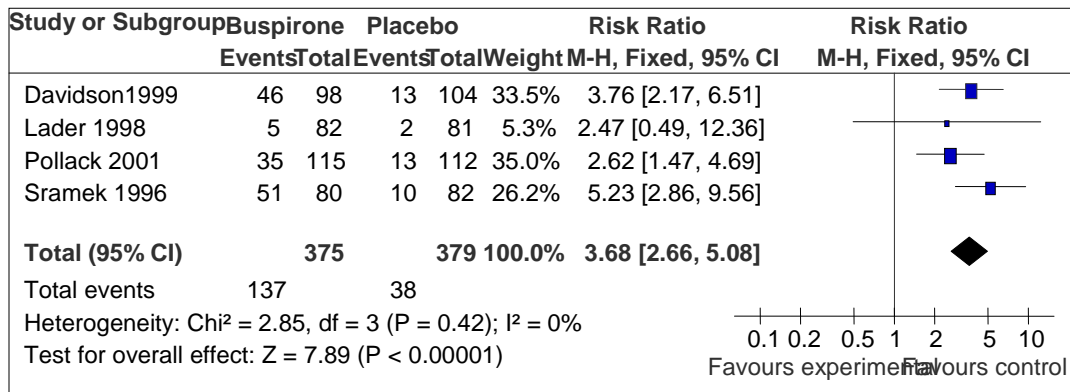 Study or Subgroup Buspirone Placebo Risk Ratio Risk Ratio
Events Total Events Total Weight M-H, Fixed, 95% CI M-H, Fixed, 95% CI
Davidson1999 46 98 13 104 33.5% 3.76 [2.17, 6.51]
Lader 1998 5 82 2 81 5.3% 2.47 [0.49, 12.36]
Pollack 2001 35 115 13 112 35.0% 2.62 [1.47, 4.69]
Sramek 1996 51 80 10 82 26.2% 5.23 [2.86, 9.56]
Total (95% CI) 375 379 100.0% 3.68 [2.66, 5.08]
Total events 137 38
Heterogeneity: Chi² = 2.85, df = 3 (P = 0.42); I² = 0%
Test for overall effect: Z = 7.89 (P < 0.00001)
0.1 0.2 0.5 1 2 5 10
Favours experimental Favours control